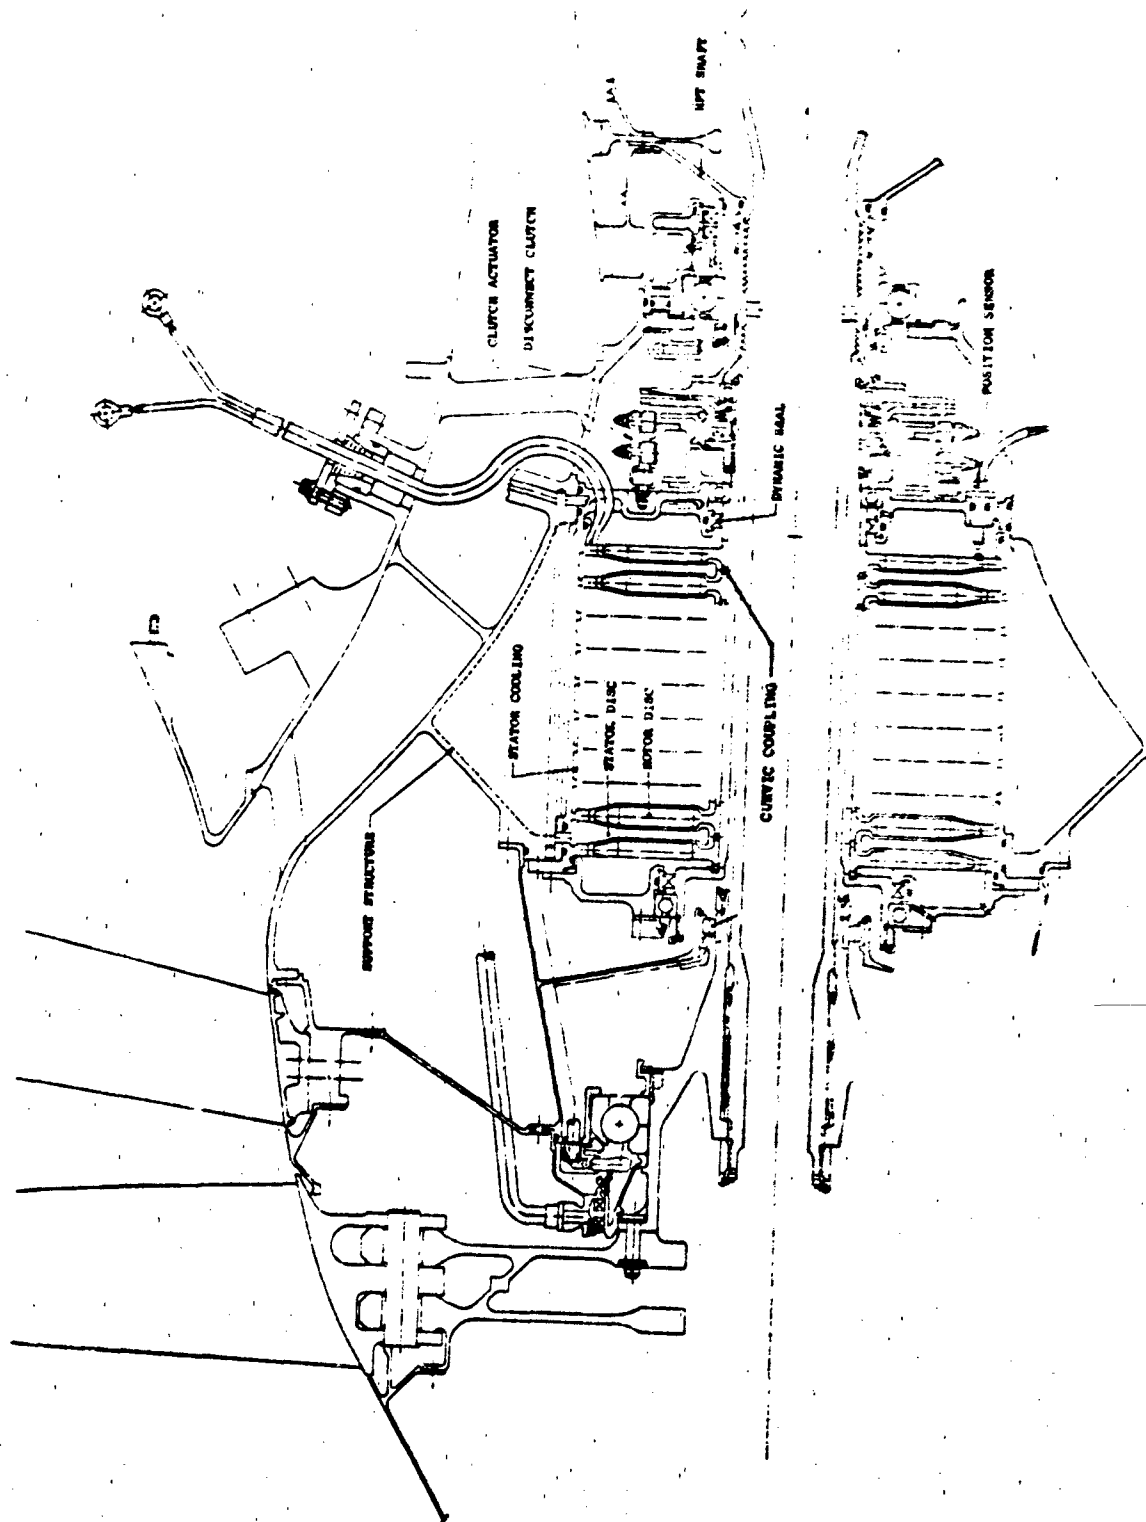 HPT SHAFT
CLUTCH ACTUATOR
DISCONNECT CLUTCH
POSITION SENSOR
DYNAMIC SEAL
STATOR COOLING
STATOR DISC
ROTOR DISC
CURVIC COUPLING
SUPPORT STRUCTURE